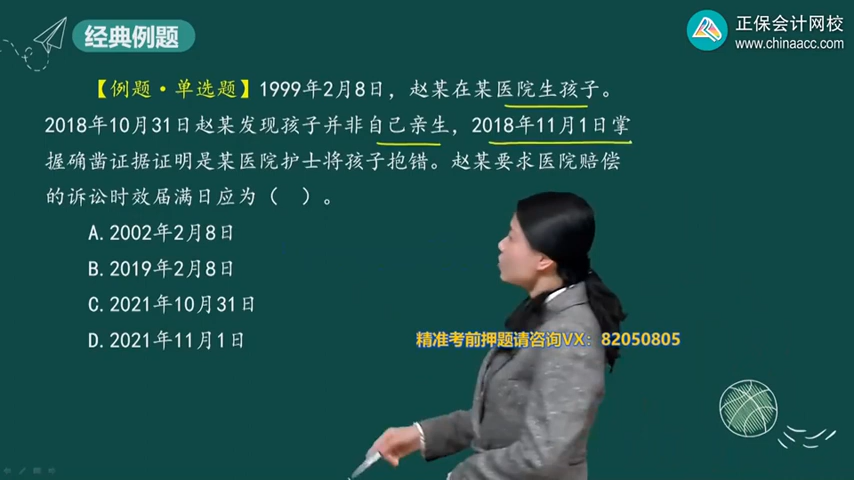 经典例题
正保会计网校
www.chinaacc.com
【例题·单选题】1999年2月8日，赵某在某医院生孩子。
2018年10月31日赵某发现孩子并非自己亲生，2018年11月1日掌
握确凿证据证明是某医院护士将孩子抱错。赵某要求医院赔偿
的诉讼时效届满日应为（　）。
A.2002年2月8日
B.2019年2月8日
C.2021年10月31日
D.2021年11月1日
精准考前押题请咨询VX：82050805